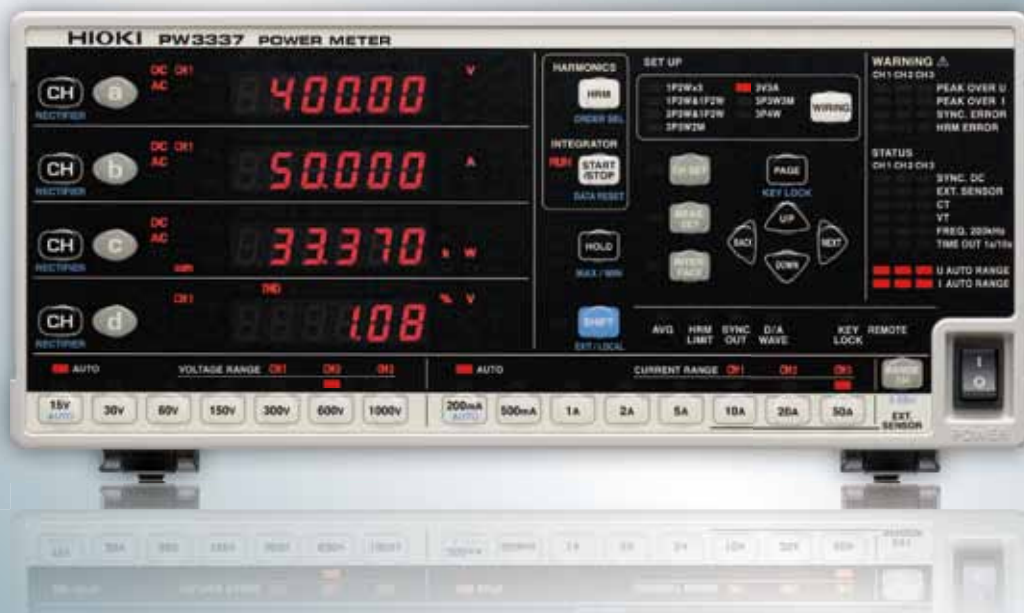 HIOKI PW3337 POWER METER
CH a DC CH1 AC 400.00 V
RECTIFIER
CH b DC CH1 AC 50.000 A
RECTIFIER
CH c DC AC sum 33.370 k W
RECTIFIER
CH d CH1 THD 1.08 % V
RECTIFIER
HARMONICS
HRM
ORDER SEL
INTEGRATOR
RUN START /STOP
DATA RESET
HOLD
MAX / MIN
SHIFT
EXIT / LOCAL
SET UP
1P2Wx3 3V3A
1P3W&1P2W 3P3W3M
3P3W&1P2W 3P4W
3P3W2M
WIRING
PAGE
KEY LOCK
UP
BACK NEXT
DOWN
AVG HRM LIMIT SYNC OUT D/A WAVE KEY LOCK REMOTE
WARNING ⚠
CH1 CH2 CH3
PEAK OVER U
PEAK OVER I
SYNC. ERROR
HRM ERROR
STATUS
CH1 CH2 CH3
SYNC. DC
EXT. SENSOR
CT
VT
FREQ. 200kHz
TIME OUT 1s/10s
U AUTO RANGE
I AUTO RANGE
AUTO VOLTAGE RANGE CH1 CH2 CH3 AUTO CURRENT RANGE CH1 CH2 CH3
15V AUTO 30V 60V 150V 300V 600V 1000V 200mA AUTO 500mA 1A 2A 5A 10A 20A 50A EXT. SENSOR
POWER